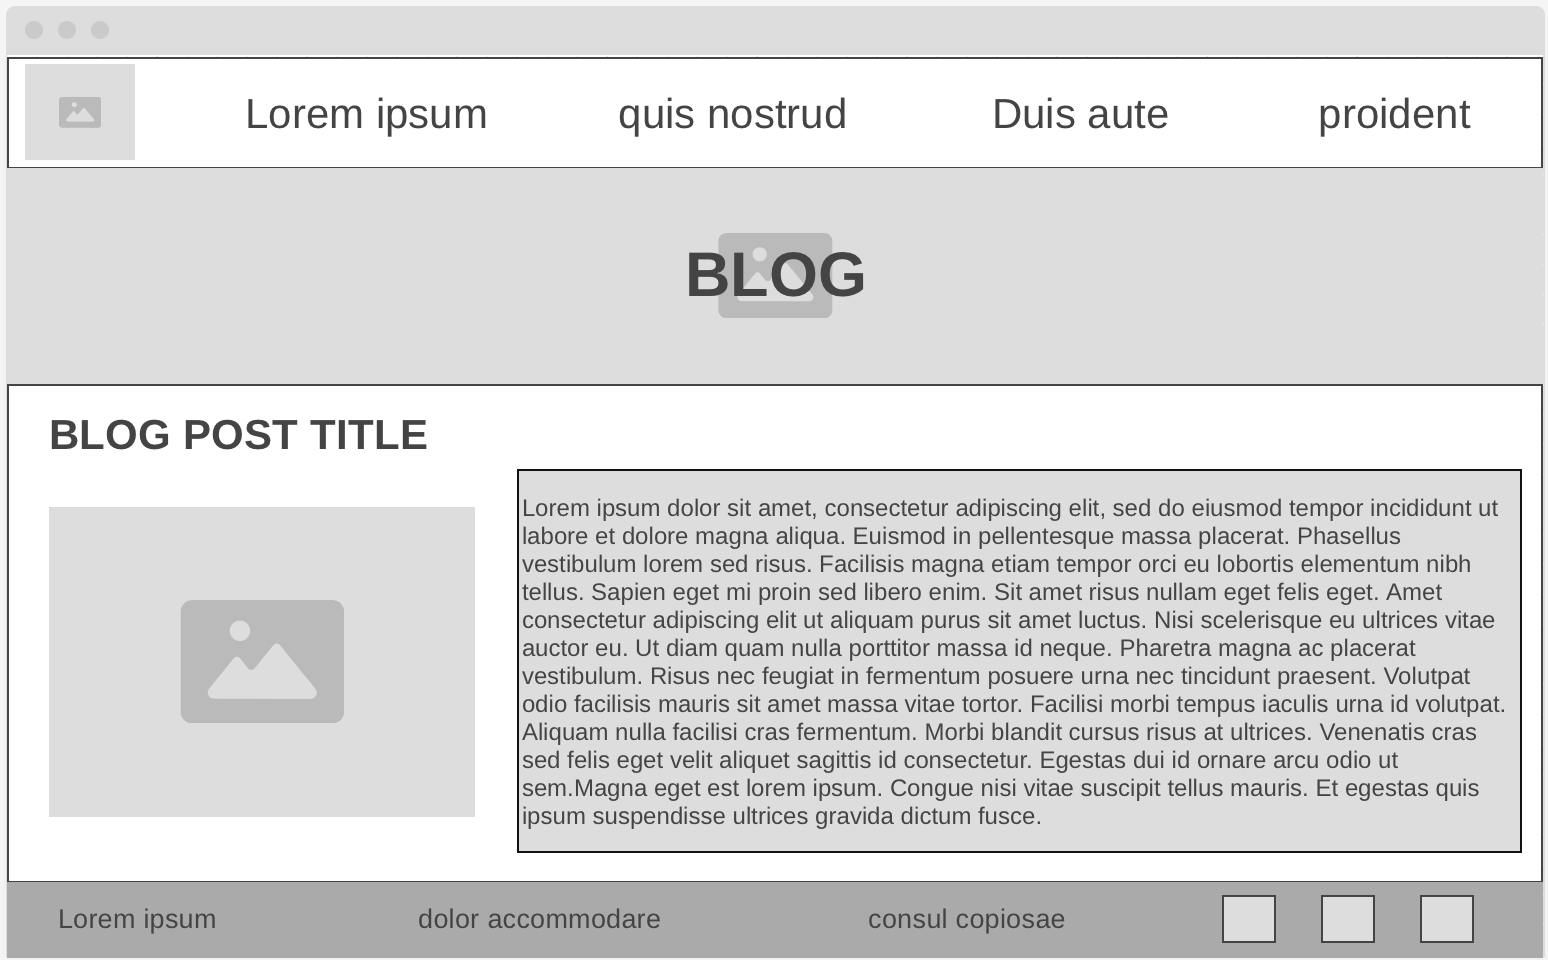 Lorem ipsum quis nostrud Duis aute proident
BLOG
BLOG POST TITLE
Lorem ipsum dolor sit amet, consectetur adipiscing elit, sed do eiusmod tempor incididunt ut
labore et dolore magna aliqua. Euismod in pellentesque massa placerat. Phasellus
vestibulum lorem sed risus. Facilisis magna etiam tempor orci eu lobortis elementum nibh
tellus. Sapien eget mi proin sed libero enim. Sit amet risus nullam eget felis eget. Amet
consectetur adipiscing elit ut aliquam purus sit amet luctus. Nisi scelerisque eu ultrices vitae
auctor eu. Ut diam quam nulla porttitor massa id neque. Pharetra magna ac placerat
vestibulum. Risus nec feugiat in fermentum posuere urna nec tincidunt praesent. Volutpat
odio facilisis mauris sit amet massa vitae tortor. Facilisi morbi tempus iaculis urna id volutpat.
Aliquam nulla facilisi cras fermentum. Morbi blandit cursus risus at ultrices. Venenatis cras
sed felis eget velit aliquet sagittis id consectetur. Egestas dui id ornare arcu odio ut
sem.Magna eget est lorem ipsum. Congue nisi vitae suscipit tellus mauris. Et egestas quis
ipsum suspendisse ultrices gravida dictum fusce.
Lorem ipsum dolor accommodare consul copiosae